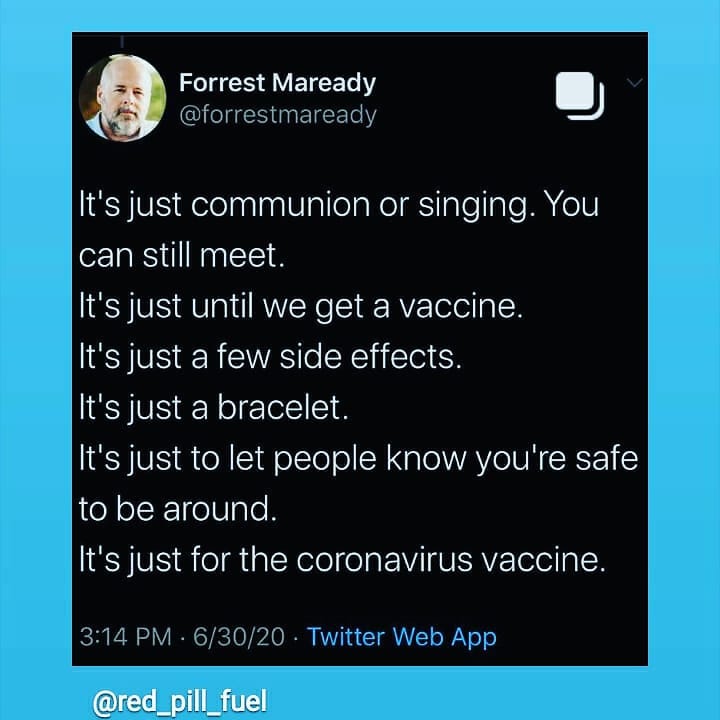 Forrest Maready
@forrestmaready
It's just communion or singing. You
can still meet.
It's just until we get a vaccine.
It's just a few side effects.
It's just a bracelet.
It's just to let people know you're safe
to be around.
It's just for the coronavirus vaccine.
3:14 PM · 6/30/20 · Twitter Web App
@red_pill_fuel